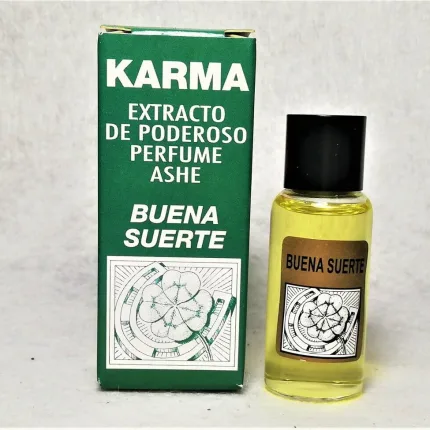 KARMA
EXTRACTO
DE PODEROSO
PERFUME
ASHE
BUENA
SUERTE
BUENA SUERTE